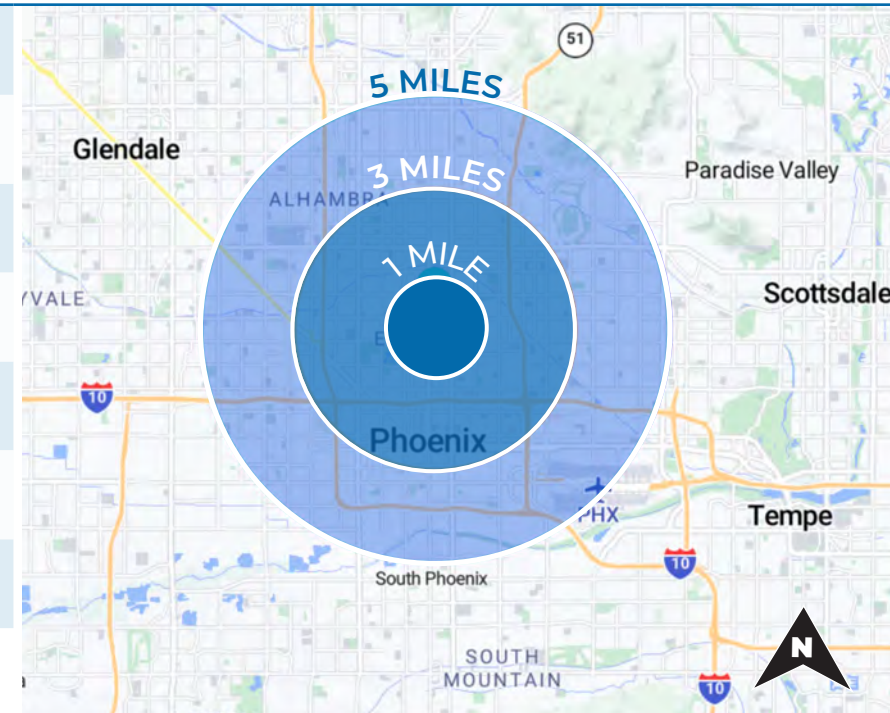 51
5 MILES
Glendale
3 MILES
Paradise Valley
ALHAMBRA
1 MILE
YVALE
Scottsdale
E
10
Phoenix
PHX
Tempe
10
South Phoenix
N
SOUTH
MOUNTAIN
10